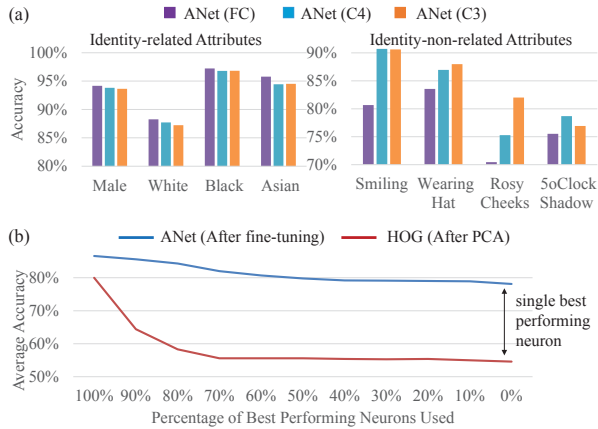 (a) ANet (FC) ANet (C4) ANet (C3)
Identity-related Attributes
Identity-non-related Attributes
Accuracy
100%
95%
90%
85%
80%
Male White Black Asian
90%
85%
80%
75%
70%
Smiling Wearing Hat Rosy Cheeks 5oClock Shadow
(b) ANet (After fine-tuning) HOG (After PCA)
Average Accuracy
80%
70%
60%
50%
single best
performing
neuron
100% 90% 80% 70% 60% 50% 40% 30% 20% 10% 0%
Percentage of Best Performing Neurons Used